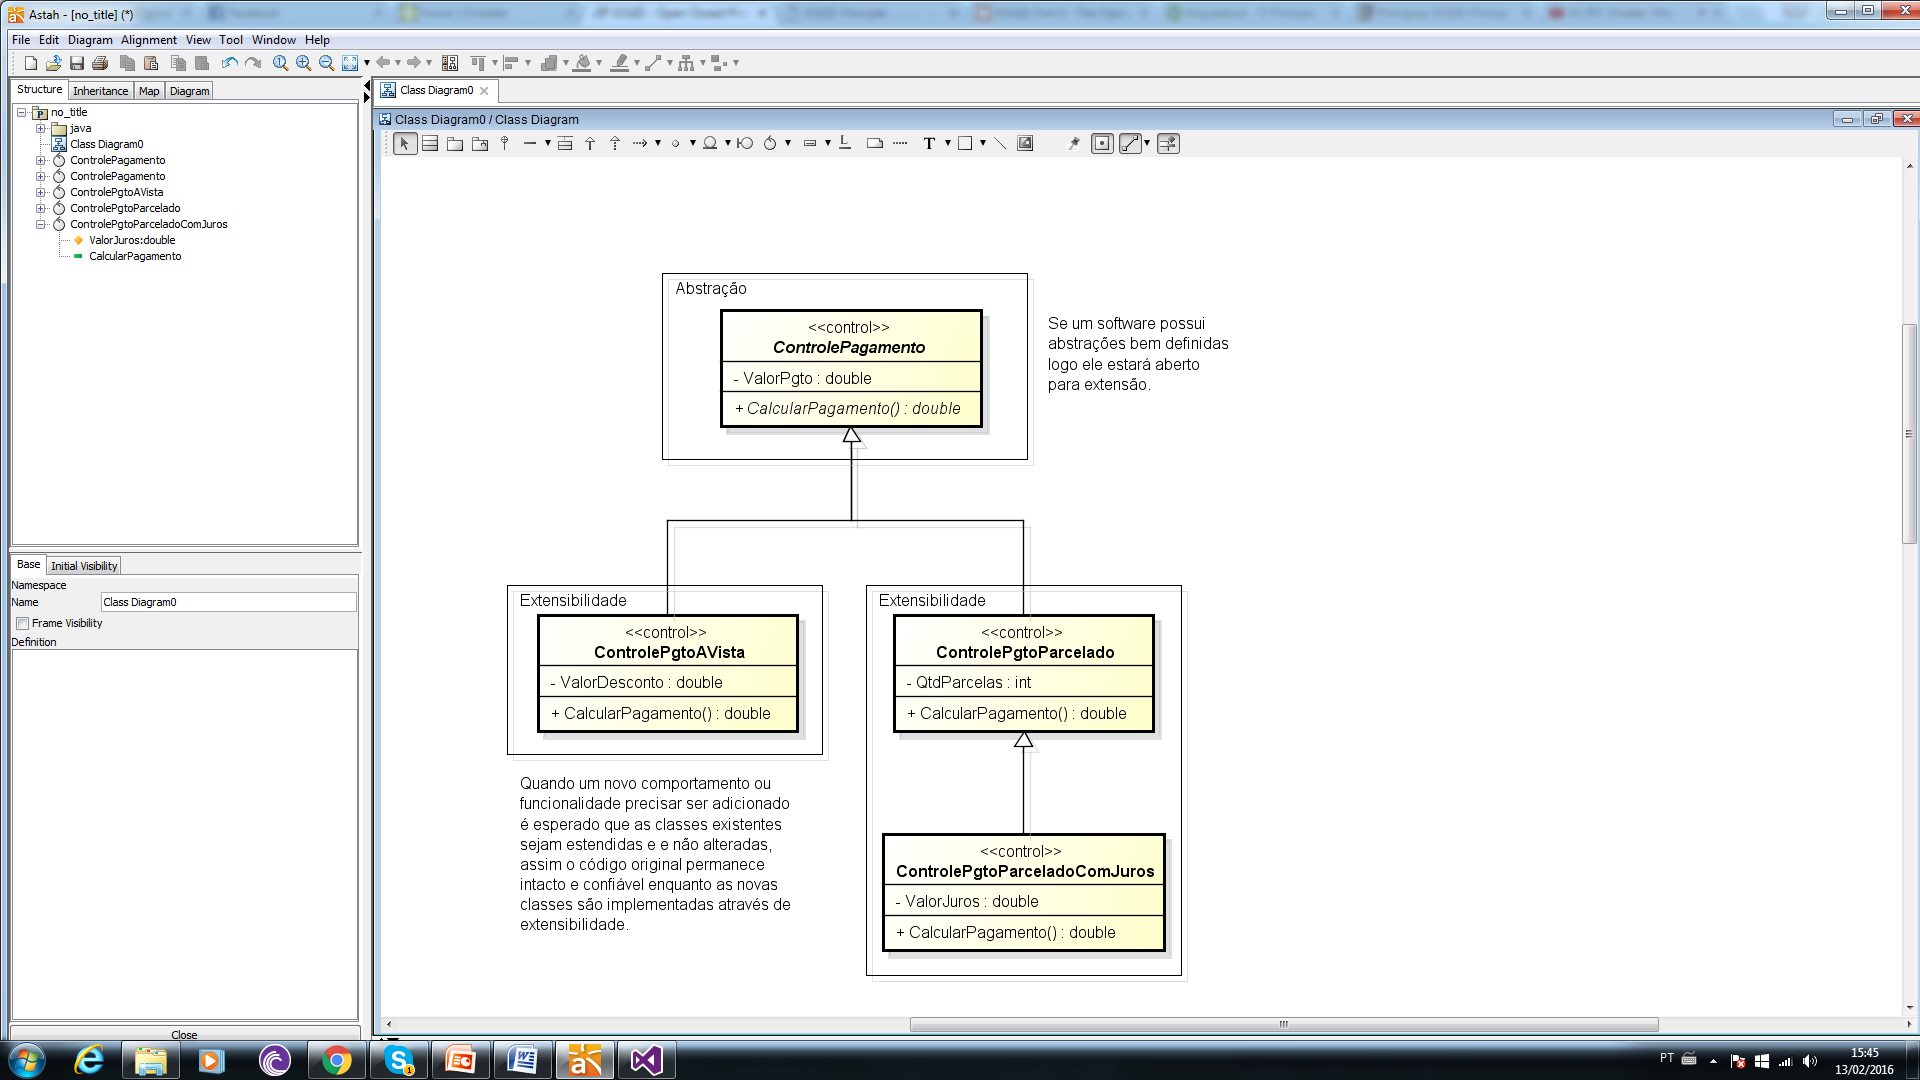 Astah - [no_title] (*)
File Edit Diagram Alignment View Tool Window Help
Structure Inheritance Map Diagram
no_title
java
Class Diagram0
ControlePagamento
ControlePagamento
ControlePgtoAVista
ControlePgtoParcelado
ControlePgtoParceladoComJuros
ValorJuros:double
CalcularPagamento
Base Initial Visibility
Namespace
Name Class Diagram0
Frame Visibility
Definition
Close
Class Diagram0
Class Diagram0 / Class Diagram
T
Abstração
<<control>>
ControlePagamento
- ValorPgto : double
+ CalcularPagamento() : double
Se um software possui
abstrações bem definidas
logo ele estará aberto
para extensão.
Extensibilidade
<<control>>
ControlePgtoAVista
- ValorDesconto : double
+ CalcularPagamento() : double
Quando um novo comportamento ou
funcionalidade precisar ser adicionado
é esperado que as classes existentes
sejam estendidas e e não alteradas,
assim o código original permanece
intacto e confiável enquanto as novas
classes são implementadas através de
extensibilidade.
Extensibilidade
<<control>>
ControlePgtoParcelado
- QtdParcelas : int
+ CalcularPagamento() : double
<<control>>
ControlePgtoParceladoComJuros
- ValorJuros : double
+ CalcularPagamento() : double
PT
15:45
13/02/2016